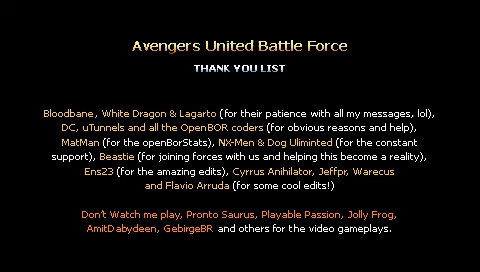 Avengers United Battle Force
THANK YOU LIST
Bloodbane, White Dragon & Lagarto (for their patience with all my messages, lol),
DC, uTunnels and all the OpenBOR coders (for obvious reasons and help),
MatMan (for the openBorStats), NX-Men & Dog Uliminted (for the constant
support), Beastie (for joining forces with us and helping this become a reality),
Ens23 (for the amazing edits), Cyrrus Anihilator, Jeffpr, Warecus
and Flavio Arruda (for some cool edits!)
Don't Watch me play, Pronto Saurus, Playable Passion, Jolly Frog,
AmitDabydeen, GebirgeBR and others for the video gameplays.